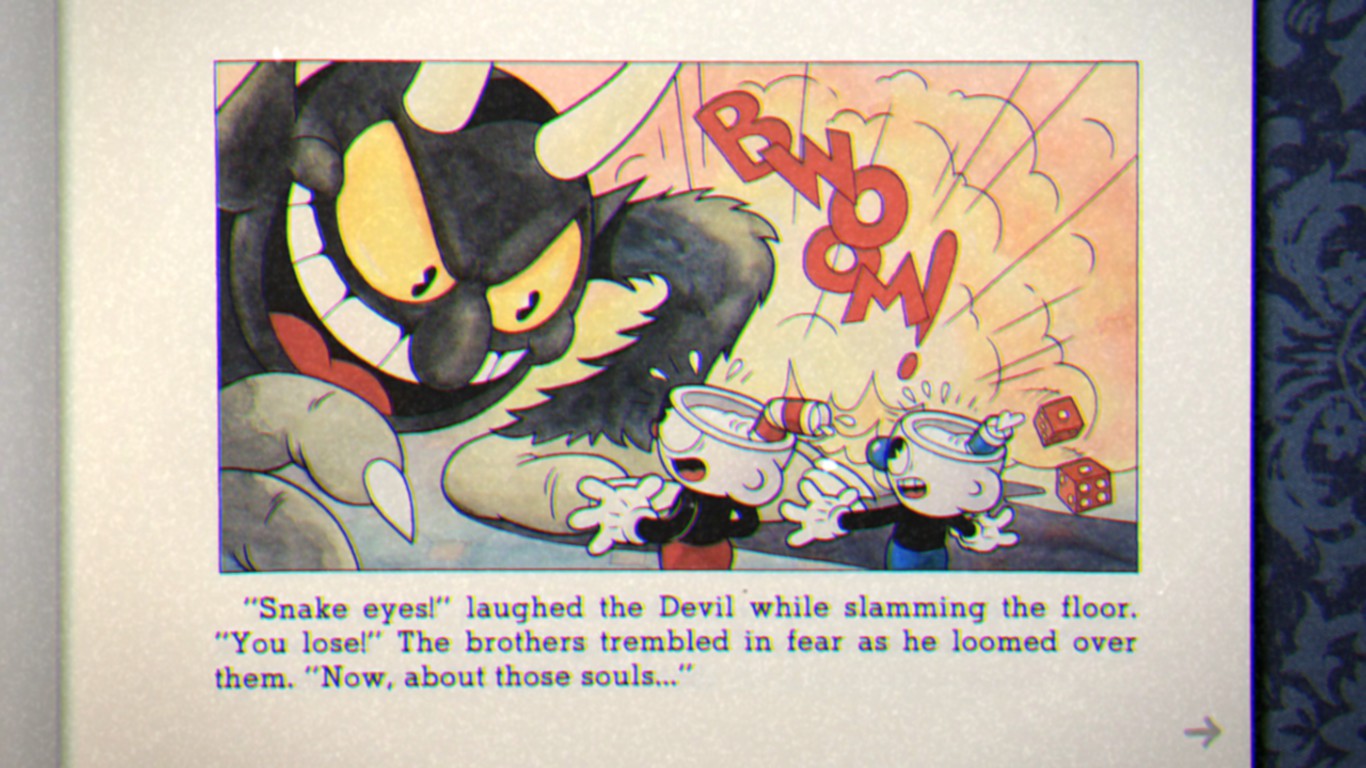 BWOOM!
"Snake eyes!" laughed the Devil while slamming the floor.
"You lose!" The brothers trembled in fear as he loomed over
them. "Now, about those souls..."